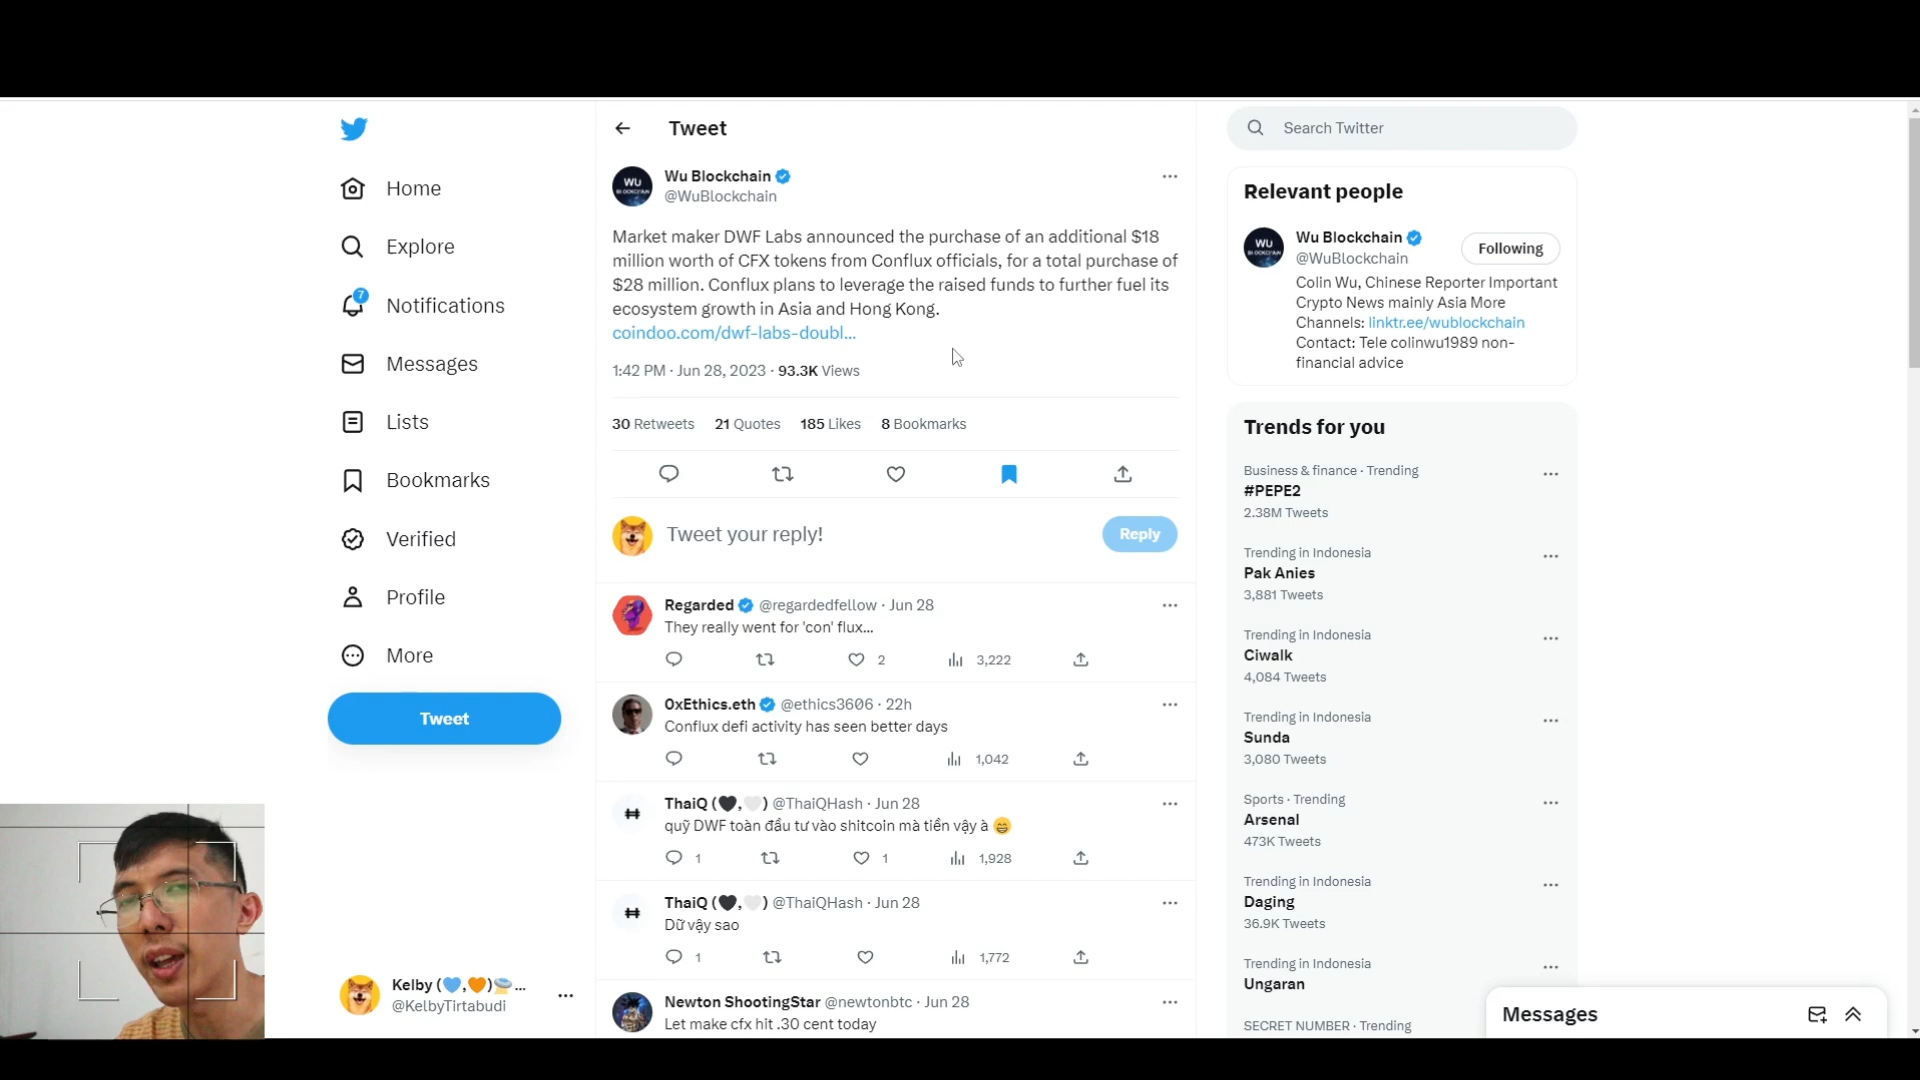 Home
Explore
7
Notifications
Messages
Lists
Bookmarks
Verified
Profile
More
Tweet
Kelby (💙,🧡)🛸...
@KelbyTirtabudi
Tweet
WU
BLOCKCHAIN
Wu Blockchain
@WuBlockchain
Market maker DWF Labs announced the purchase of an additional $18
million worth of CFX tokens from Conflux officials, for a total purchase of
$28 million. Conflux plans to leverage the raised funds to further fuel its
ecosystem growth in Asia and Hong Kong.
coindoo.com/dwf-labs-doubl...
1:42 PM · Jun 28, 2023 · 93.3K Views
30 Retweets 21 Quotes 185 Likes 8 Bookmarks
Tweet your reply!
Reply
Regarded @regardedfellow · Jun 28
They really went for 'con' flux...
2 3,222
0xEthics.eth @ethics3606 · 22h
Conflux defi activity has seen better days
1,042
ThaiQ (🖤,🤍) @ThaiQHash · Jun 28
quỹ DWF toàn đầu tư vào shitcoin mà tiền vậy à 😁
1 1 1,928
ThaiQ (🖤,🤍) @ThaiQHash · Jun 28
Dữ vậy sao
1 1,772
Newton ShootingStar @newtonbtc · Jun 28
Let make cfx hit .30 cent today
Search Twitter
Relevant people
WU
BLOCKCHAIN
Wu Blockchain
@WuBlockchain
Following
Colin Wu, Chinese Reporter Important
Crypto News mainly Asia More
Channels: linktr.ee/wublockchain
Contact: Tele colinwu1989 non-
financial advice
Trends for you
Business & finance · Trending
#PEPE2
2.38M Tweets
Trending in Indonesia
Pak Anies
3,881 Tweets
Trending in Indonesia
Ciwalk
4,084 Tweets
Trending in Indonesia
Sunda
3,080 Tweets
Sports · Trending
Arsenal
473K Tweets
Trending in Indonesia
Daging
36.9K Tweets
Trending in Indonesia
Ungaran
SECRET NUMBER · Trending
Messages